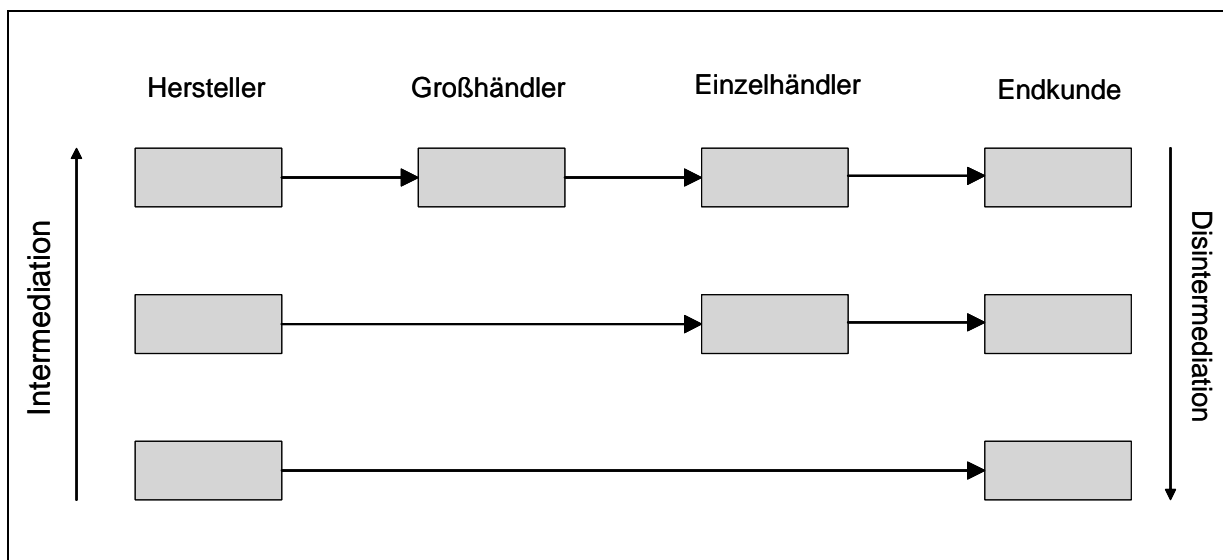 Hersteller
Großhändler
Einzelhändler
Endkunde
Intermediation
Disintermediation